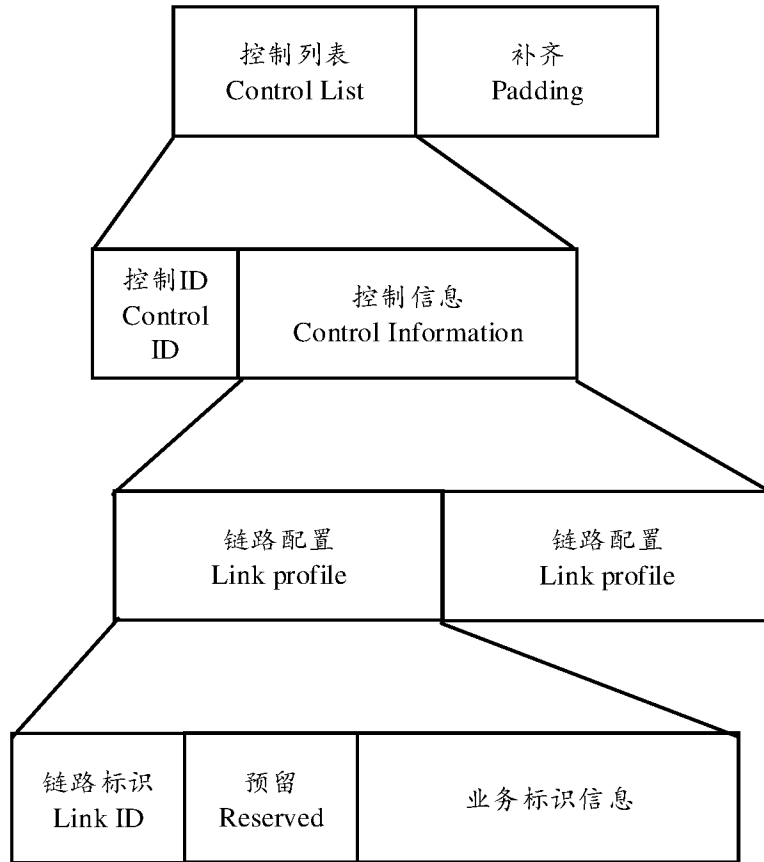 控制列表
Control List
补齐
Padding
控制ID
Control
ID
控制信息
Control Information
链路配置
Link profile
链路配置
Link profile
链路标识
Link ID
预留
Reserved
业务标识信息